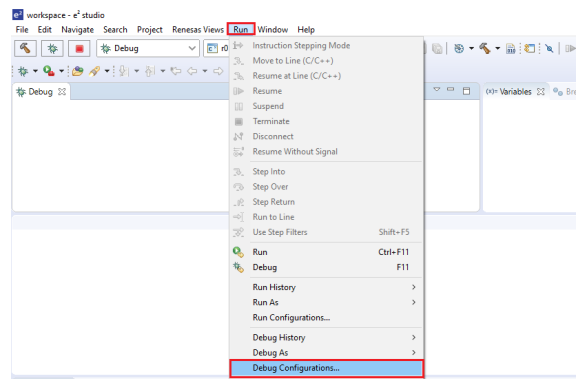 e² workspace - e² studio
File Edit Navigate Search Project Renesas Views Run Window Help
Debug
Debug
(x)= Variables
Instruction Stepping Mode
Move to Line (C/C++)
Resume at Line (C/C++)
Resume
Suspend
Terminate
Disconnect
Resume Without Signal
Step Into
Step Over
Step Return
Run to Line
Use Step Filters Shift+F5
Run Ctrl+F11
Debug F11
Run History
Run As
Run Configurations...
Debug History
Debug As
Debug Configurations...